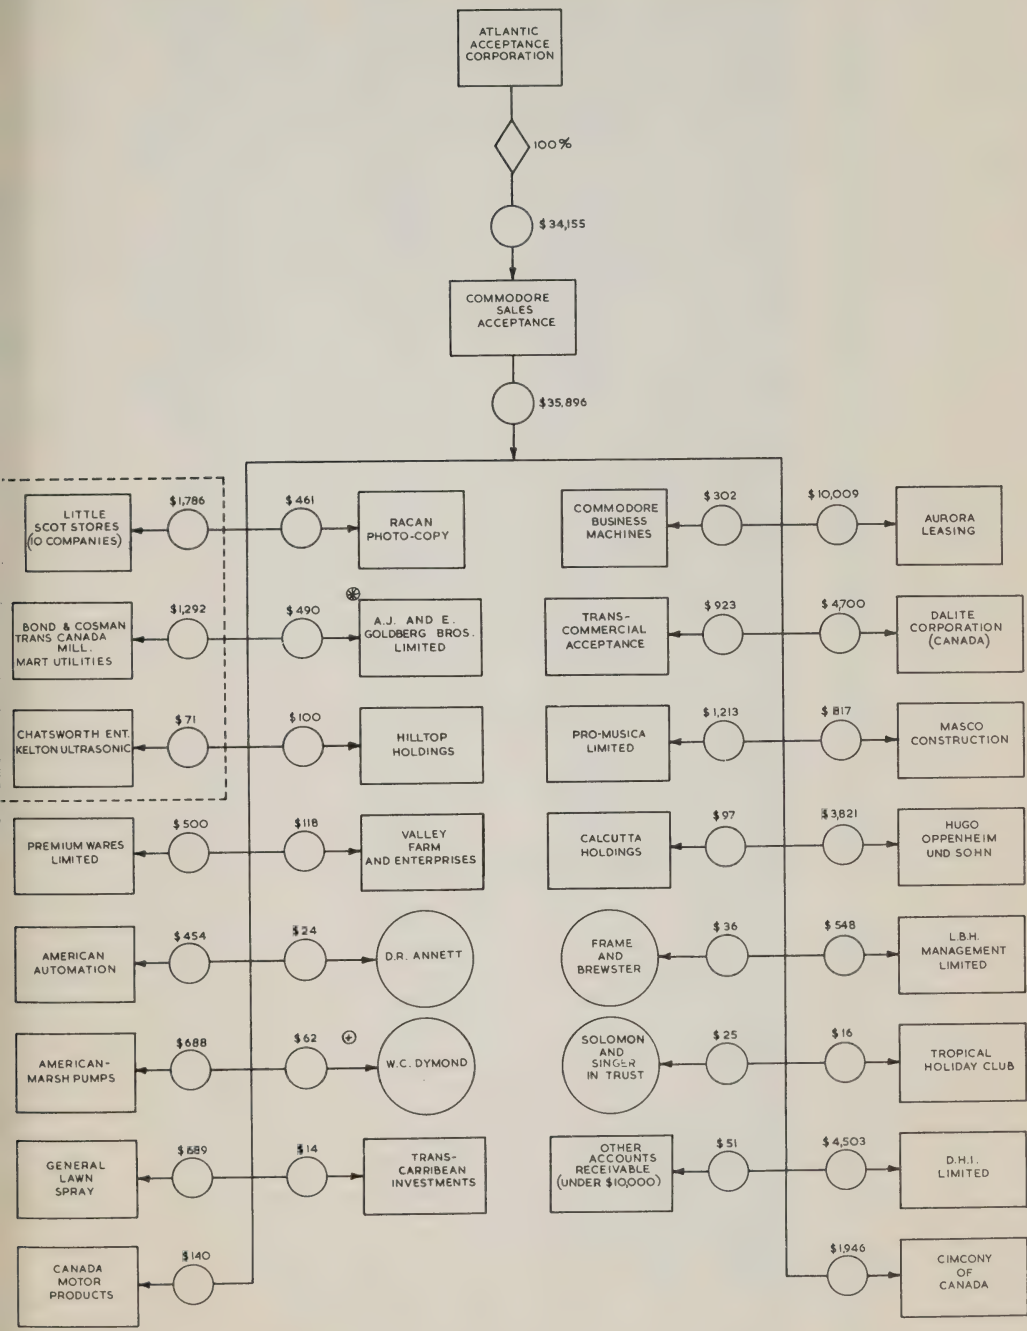 ATLANTIC
ACCEPTANCE
CORPORATION
100%
$34,155
COMMODORE
SALES
ACCEPTANCE
$35,896
$1,786
LITTLE
SCOT STORES
(10 COMPANIES)
$461
RACAN
PHOTO-COPY
$302
COMMODORE
BUSINESS
MACHINES
$10,009
AURORA
LEASING
$1,292
BOND & COSMAN
TRANS CANADA
MILL.
MART UTILITIES
$490
A.J. AND E.
GOLDBERG BROS.
LIMITED
$923
TRANS-
COMMERCIAL
ACCEPTANCE
$4,700
DALITE
CORPORATION
(CANADA)
$71
CHATSWORTH ENT.
KELTON ULTRASONIC
$100
HILLTOP
HOLDINGS
$1,213
PRO-MUSICA
LIMITED
$817
MASCO
CONSTRUCTION
$500
PREMIUM WARES
LIMITED
$118
VALLEY
FARM
AND ENTERPRISES
$97
CALCUTTA
HOLDINGS
$3,821
HUGO
OPPENHEIM
UND SOHN
$454
AMERICAN
AUTOMATION
$24
D.R. ANNETT
$36
FRAME
AND
BREWSTER
$548
L.B.H.
MANAGEMENT
LIMITED
$688
AMERICAN-
MARSH PUMPS
$62
W.C. DYMOND
$25
SOLOMON
AND
SINGER
IN TRUST
$16
TROPICAL
HOLIDAY CLUB
$689
GENERAL
LAWN
SPRAY
$14
TRANS-
CARRIBEAN
INVESTMENTS
$51
OTHER
ACCOUNTS
RECEIVABLE
(UNDER $10,000)
$4,503
D.H.I.
LIMITED
$140
CANADA
MOTOR
PRODUCTS
$1,946
CIMCONY
OF
CANADA